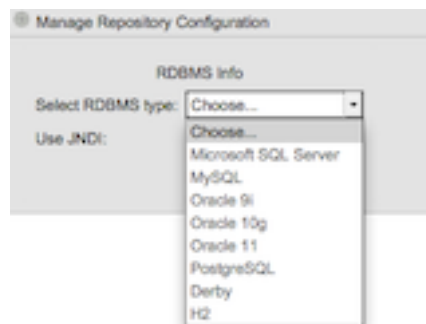 Manage Repository Configuration
RDBMS Info
Select RDBMS type: Choose...
Use JNDI:
Choose...
Microsoft SQL Server
MySQL
Oracle 9i
Oracle 10g
Oracle 11
PostgreSQL
Derby
H2